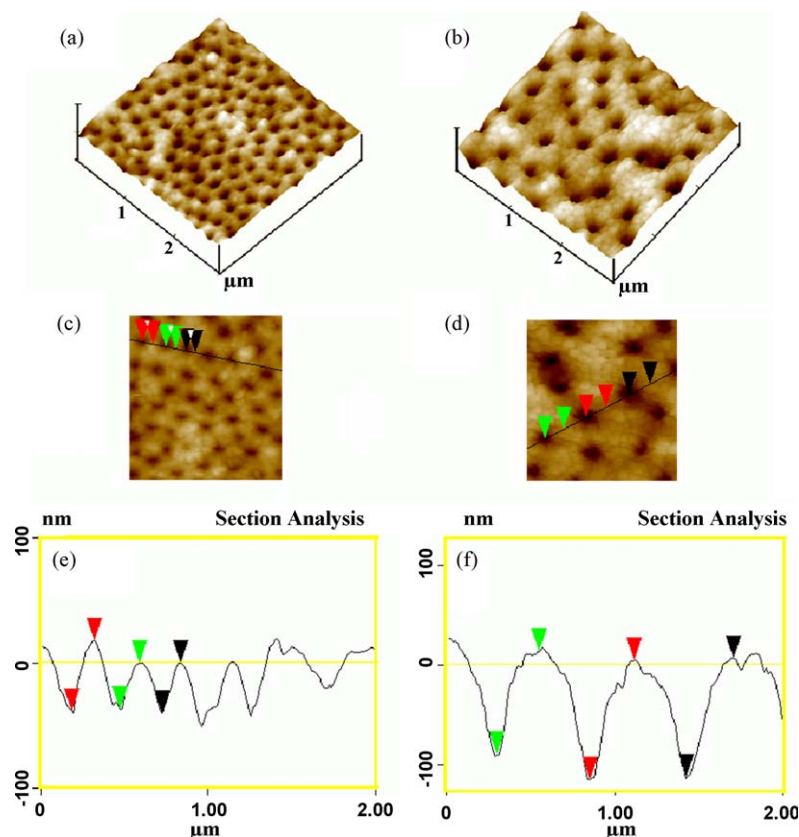 (a)
(b)
1
2
µm
1
2
µm
(c)
(d)
nm Section Analysis
nm Section Analysis
(e)
100
0
-100
0 1.00 2.00
µm
(f)
100
0
-100
0 1.00 2.00
µm